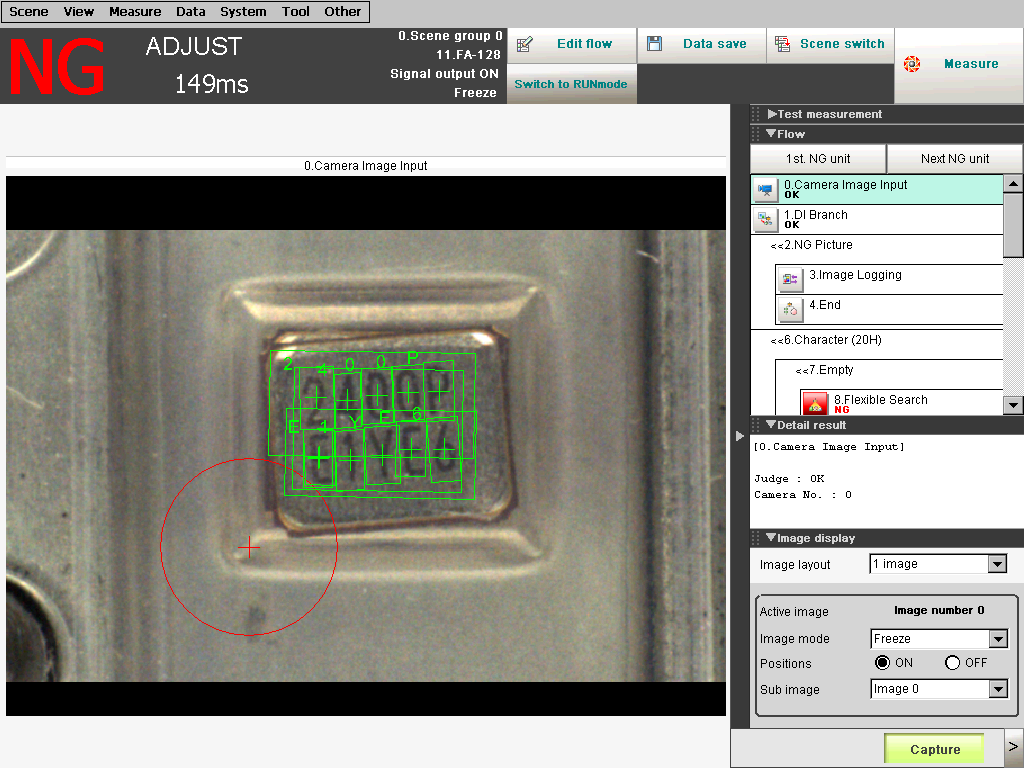 Scene View Measure Data System Tool Other
NG
ADJUST
149ms
0.Scene group 0
11.FA-128
Signal output ON
Freeze
Edit flow
Data save
Scene switch
Switch to RUNmode
Measure
0.Camera Image Input
2 4 0 0 P
E 1 Y F 6
▶Test measurement
▼Flow
1st. NG unit
Next NG unit
0.Camera Image Input
OK
1.DI Branch
OK
<<2.NG Picture
3.Image Logging
4.End
<<6.Character (20H)
<<7.Empty
8.Flexible Search
NG
▼Detail result
[0.Camera Image Input]
Judge : OK
Camera No. : 0
▼Image display
Image layout 1 image
Active image Image number 0
Image mode Freeze
Positions ON OFF
Sub image Image 0
Capture >